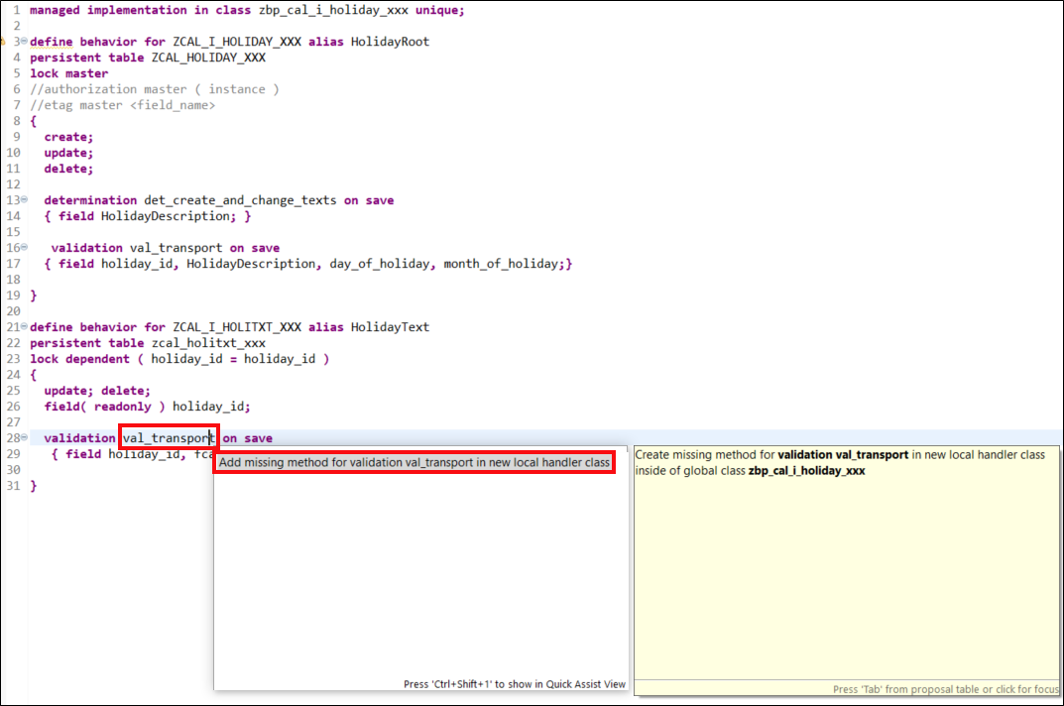 1 managed implementation in class zbp_cal_i_holiday_xxx unique;
2
3 define behavior for ZCAL_I_HOLIDAY_XXX alias HolidayRoot
4 persistent table ZCAL_HOLIDAY_XXX
5 lock master
6 //authorization master ( instance )
7 //etag master <field_name>
8 {
9 create;
10 update;
11 delete;
12
13 determination det_create_and_change_texts on save
14 { field HolidayDescription; }
15
16 validation val_transport on save
17 { field holiday_id, HolidayDescription, day_of_holiday, month_of_holiday;}
18
19 }
20
21 define behavior for ZCAL_I_HOLITXT_XXX alias HolidayText
22 persistent table zcal_holitxt_xxx
23 lock dependent ( holiday_id = holiday_id )
24 {
25 update; delete;
26 field( readonly ) holiday_id;
27
28 validation val_transport on save
29 { field holiday_id, fca
30
31 }
Add missing method for validation val_transport in new local handler class
Press 'Ctrl+Shift+1' to show in Quick Assist View
Create missing method for validation val_transport in new local handler class
inside of global class zbp_cal_i_holiday_xxx
Press 'Tab' from proposal table or click for focus